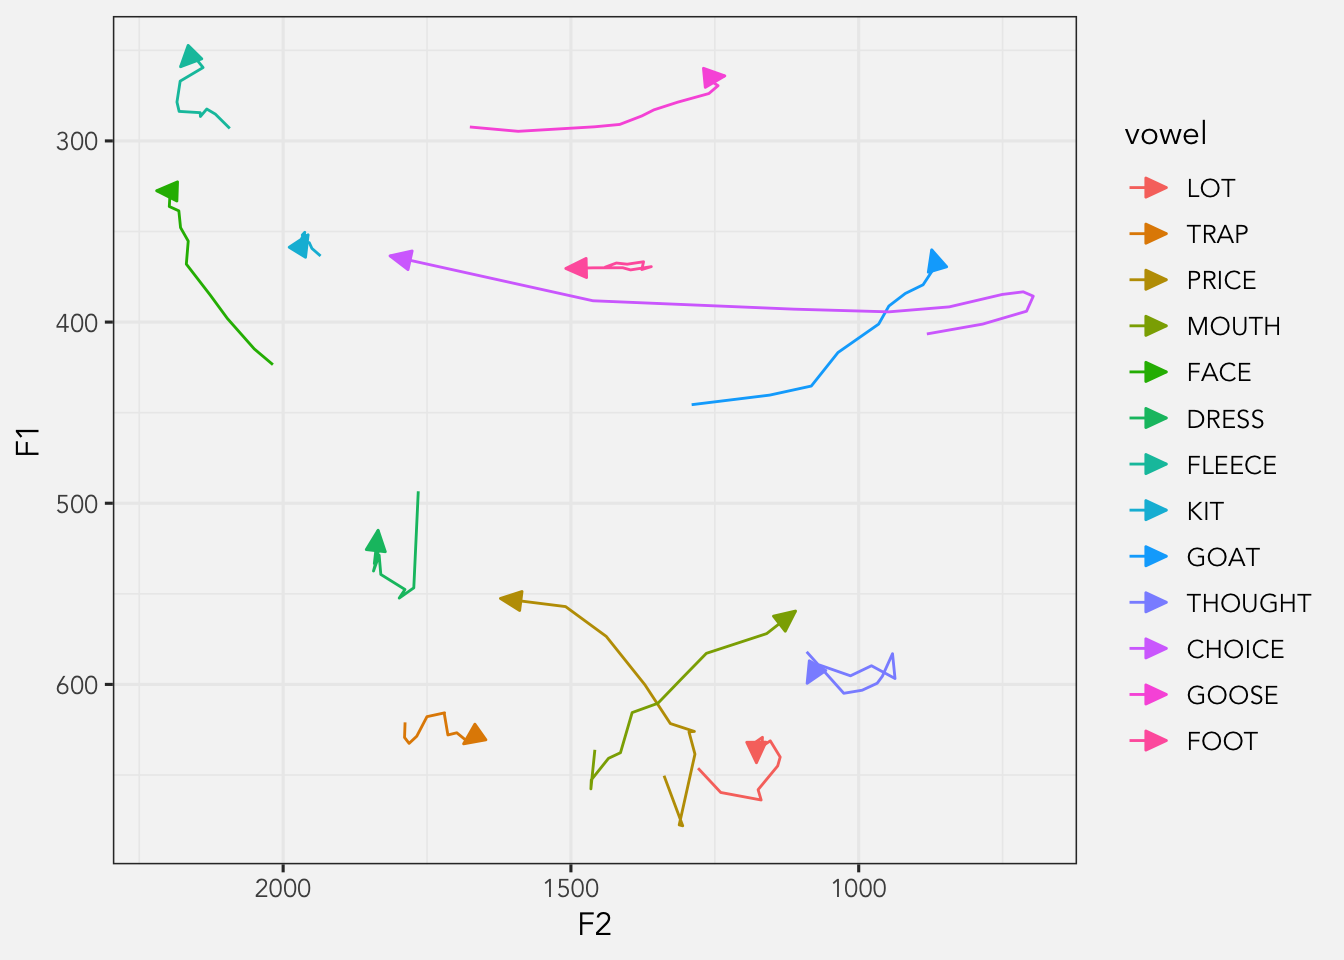 vowel
LOT
TRAP
PRICE
MOUTH
FACE
DRESS
FLEECE
KIT
GOAT
THOUGHT
CHOICE
GOOSE
FOOT
F1
300
400
500
600
2000 1500 1000
F2